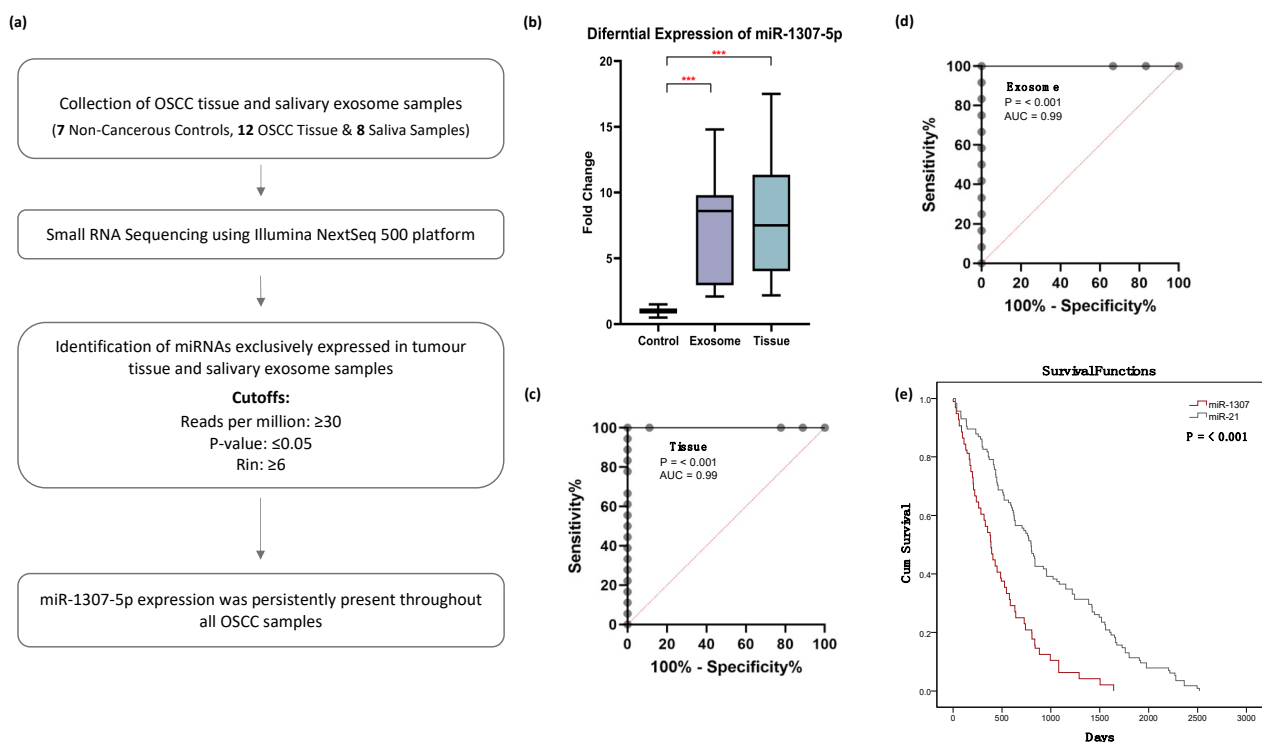 (a)
Collection of OSCC tissue and salivary exosome samples
(7 Non-Cancerous Controls, 12 OSCC Tissue & 8 Saliva Samples)
Small RNA Sequencing using Illumina NextSeq 500 platform
Identification of miRNAs exclusively expressed in tumour
tissue and salivary exosome samples
Cutoffs:
Reads per million: ≥30
P-value: ≤0.05
Rin: ≥6
miR-1307-5p expression was persistently present throughout
all OSCC samples
(b)
Diferntial Expression of miR-1307-5p
***
***
Fold Change
20
15
10
5
0
Control Exosome Tissue
(c)
Tissue
P = < 0.001
AUC = 0.99
Sensitivity%
100
80
60
40
20
0
0 20 40 60 80 100
100% - Specificity%
(d)
Exosome
P = < 0.001
AUC = 0.99
Sensitivity%
100
80
60
40
20
0
0 20 40 60 80 100
100% - Specificity%
(e)
Survival Functions
miR-1307
miR-21
P = < 0.001
Cum Survival
1.0
0.8
0.6
0.4
0.2
0.0
0 500 1000 1500 2000 2500 3000
Days